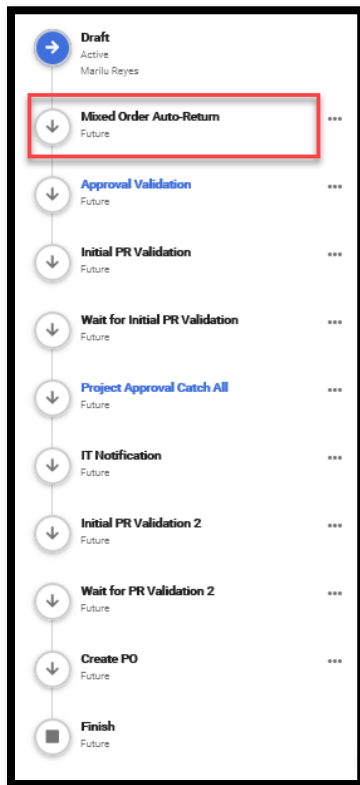 Draft
Active
Marilu Reyes
Mixed Order Auto-Return
Future
Approval Validation
Future
Initial PR Validation
Future
Wait for Initial PR Validation
Future
Project Approval Catch All
Future
IT Notification
Future
Initial PR Validation 2
Future
Wait for PR Validation 2
Future
Create PO
Future
Finish
Future